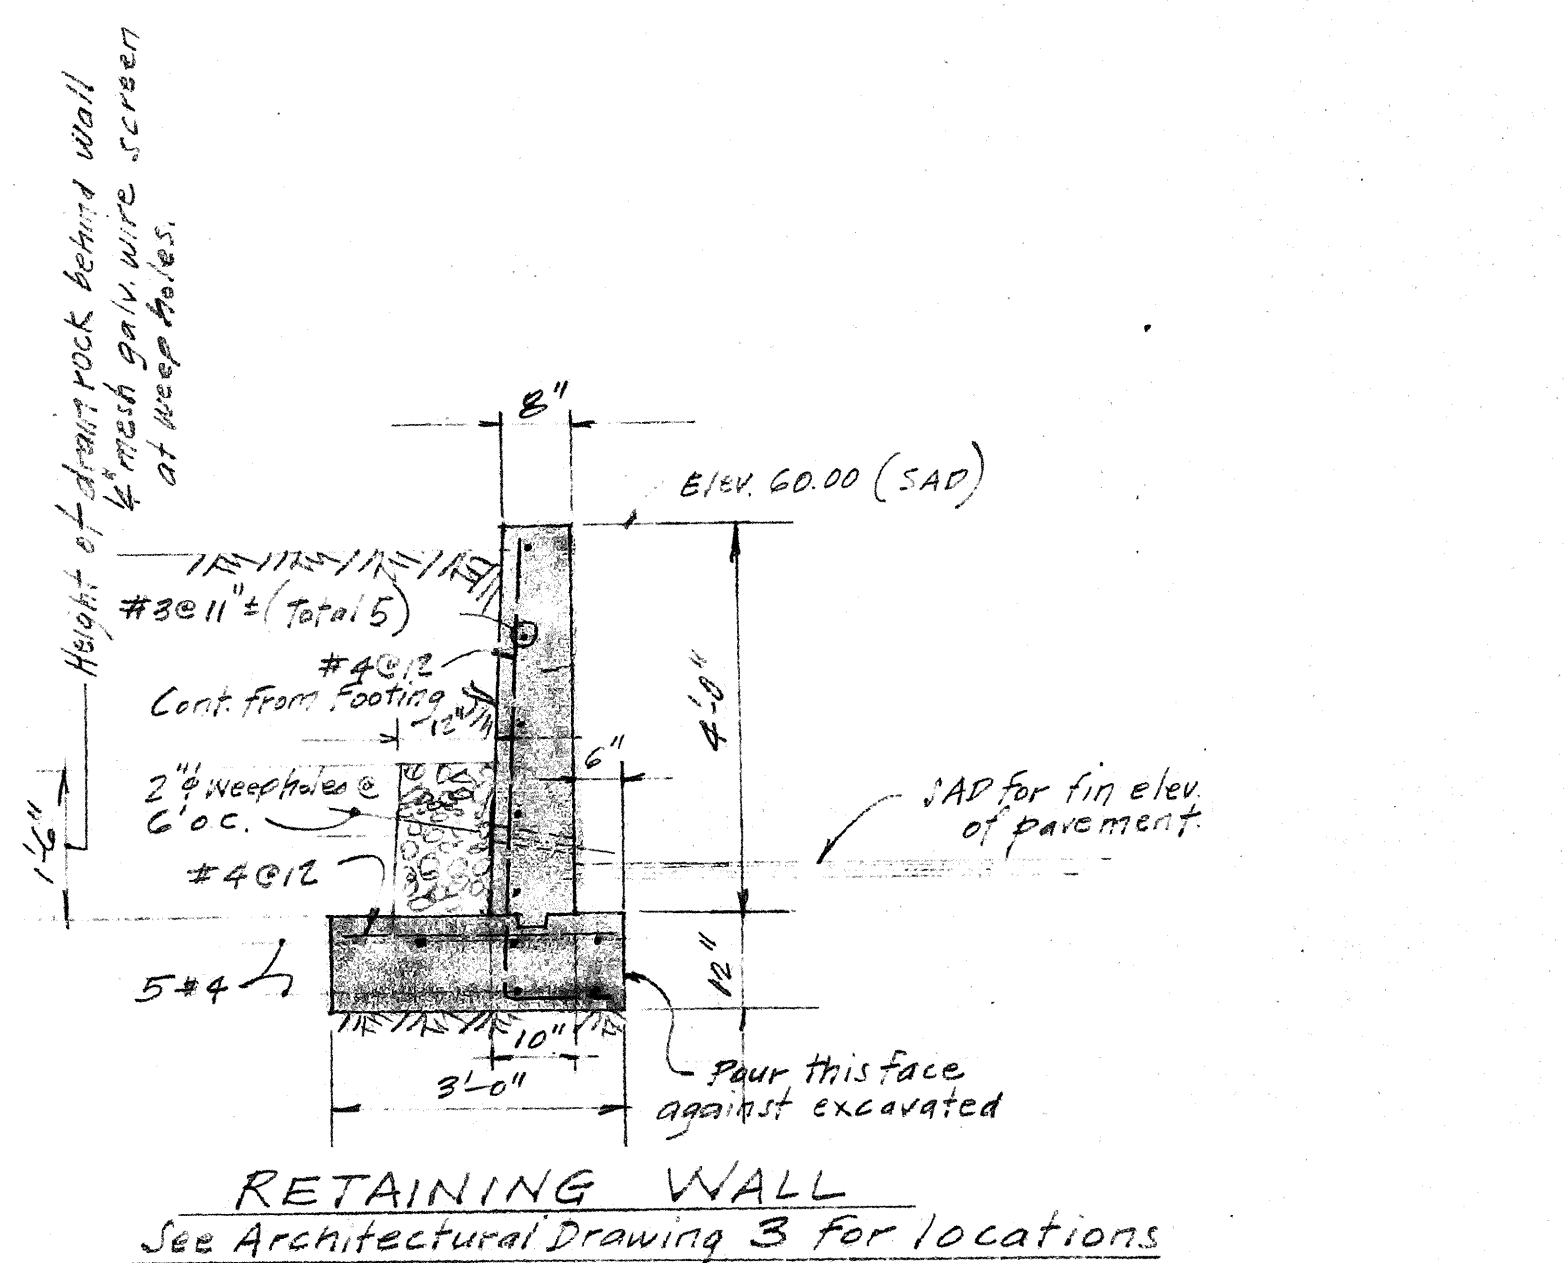 Height of drain rock behind wall
1/4" mesh galv. wire screen
at weep holes.
8"
Elev. 60.00 (SAD)
#3@11"±(Total 5)
#4@12
Cont. from Footing
12"
4'-0"
6"
2"φ weepholes @
6' o.c.
1'-6"
SAD for fin elev.
of pavement.
#4@12
5 #4
12"
10"
3'-0"
Pour this face
against excavated
RETAINING WALL
See Architectural Drawing 3 for locations